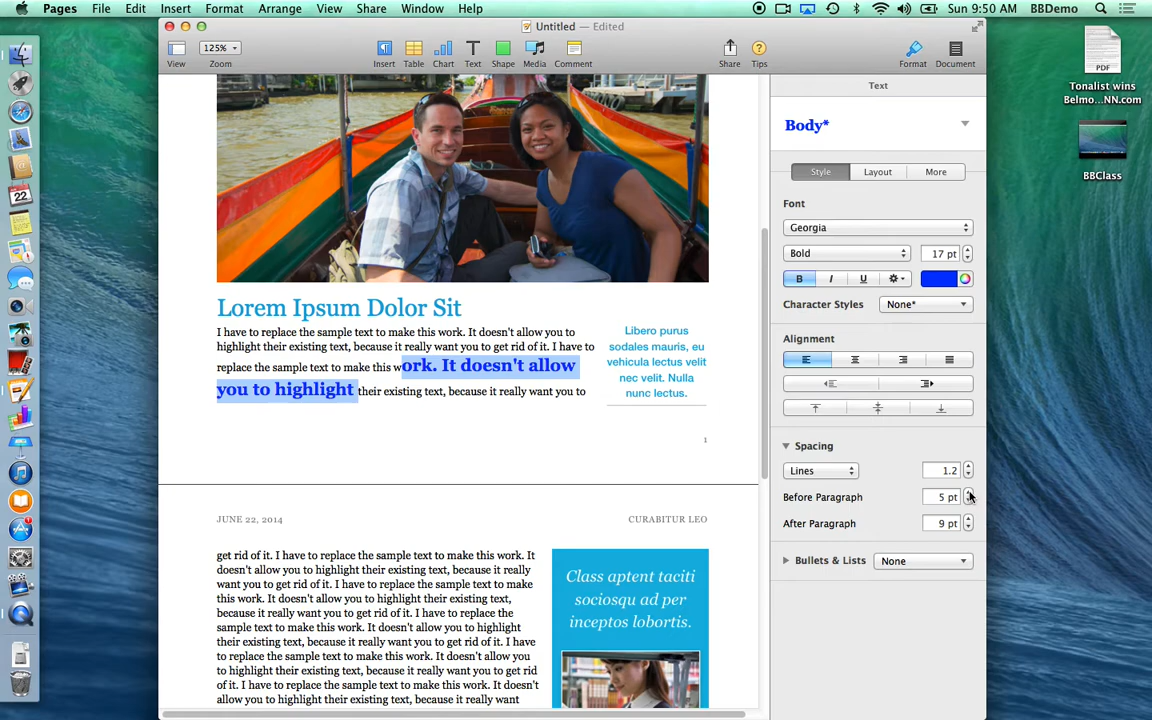 Pages File Edit Insert Format Arrange View Share Window Help Sun 9:50 AM BBDemo
Untitled — Edited
125%
View Zoom Insert Table Chart Text Shape Media Comment Share Tips Format Document
PDF
Tonalist wins
Belmo...NN.com
BBClass
22
Lorem Ipsum Dolor Sit
I have to replace the sample text to make this work. It doesn't allow you to
highlight their existing text, because it really want you to get rid of it. I have to
replace the sample text to make this work. It doesn't allow
you to highlight their existing text, because it really want you to
Libero purus
sodales mauris, eu
vehicula lectus velit
nec velit. Nulla
nunc lectus.
1
JUNE 22, 2014 CURABITUR LEO
get rid of it. I have to replace the sample text to make this work. It
doesn't allow you to highlight their existing text, because it really
want you to get rid of it. I have to replace the sample text to make
this work. It doesn't allow you to highlight their existing text,
because it really want you to get rid of it. I have to replace the
sample text to make this work. It doesn't allow you to highlight
their existing text, because it really want you to get rid of it. I have
to replace the sample text to make this work. It doesn't allow you
to highlight their existing text, because it really want you to get rid
of it. I have to replace the sample text to make this work. It doesn't
allow you to highlight their existing text, because it really want
Class aptent taciti
sociosqu ad per
inceptos lobortis.
Text
Body*
Style Layout More
Font
Georgia
Bold 17 pt
B I U
Character Styles None*
Alignment
Spacing
Lines 1.2
Before Paragraph 5 pt
After Paragraph 9 pt
Bullets & Lists None